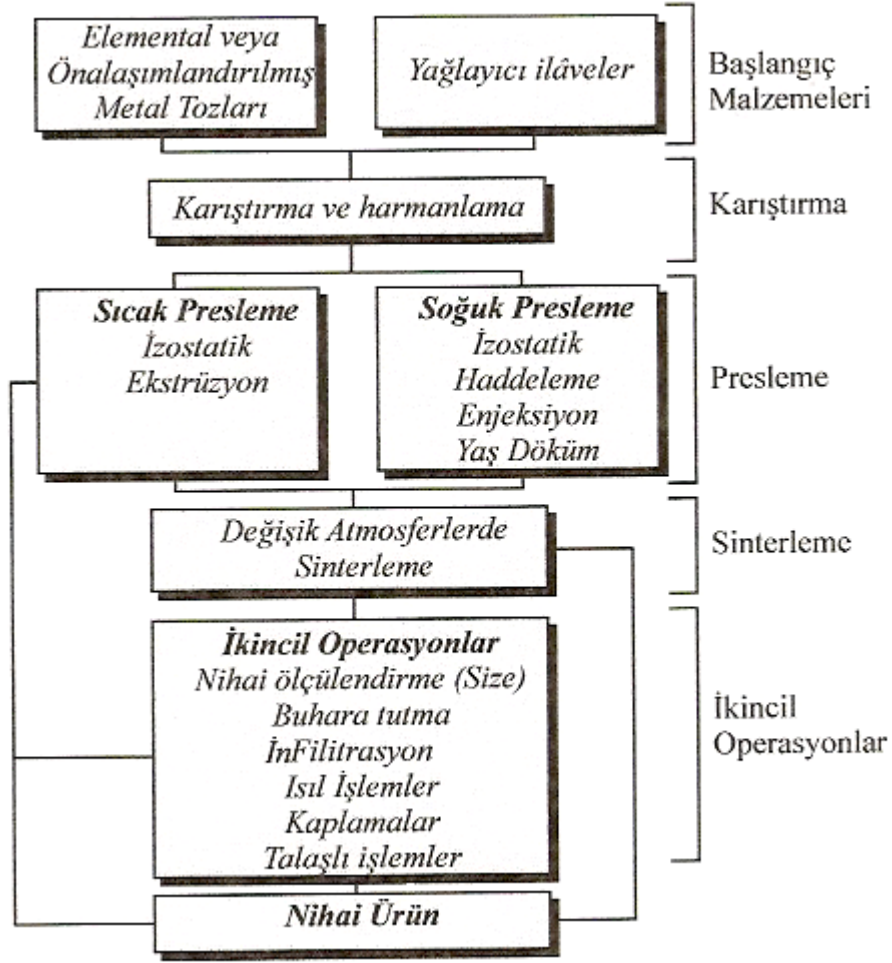 Elemental veya
Önalaşımlandırılmış
Metal Tozları
Yağlayıcı ilâveler
Başlangıç
Malzemeleri
Karıştırma ve harmanlama
Karıştırma
Sıcak Presleme
İzostatik
Ekstrüzyon
Soğuk Presleme
İzostatik
Haddeleme
Enjeksiyon
Yaş Döküm
Presleme
Değişik Atmosferlerde
Sinterleme
Sinterleme
İkincil Operasyonlar
Nihai ölçülendirme (Size)
Buhara tutma
İnFilitrasyon
Isıl İşlemler
Kaplamalar
Talaşlı işlemler
İkincil
Operasyonlar
Nihai Ürün